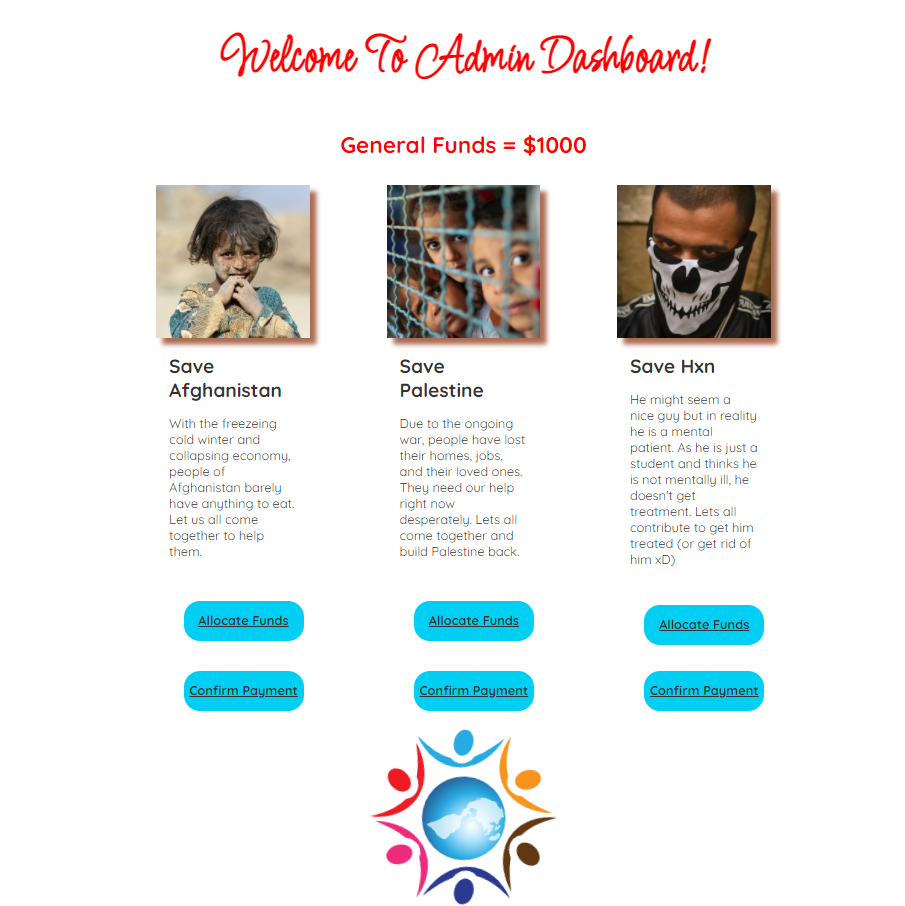 Welcome To Admin Dashboard!
General Funds = $1000
Save
Afghanistan
With the freezeing
cold winter and
collapsing economy,
people of
Afghanistan barely
have anything to eat.
Let us all come
together to help
them.
Allocate Funds
Confirm Payment
Save
Palestine
Due to the ongoing
war, people have lost
their homes, jobs,
and their loved ones.
They need our help
right now
desperately. Lets all
come together and
build Palestine back.
Allocate Funds
Confirm Payment
Save Hxn
He might seem a
nice guy but in reality
he is a mental
patient. As he is just a
student and thinks he
is not mentally ill, he
doesn't get
treatment. Lets all
contribute to get him
treated (or get rid of
him xD)
Allocate Funds
Confirm Payment